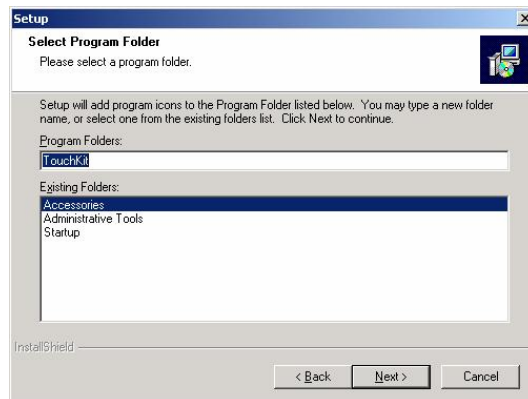 Setup
Select Program Folder
Please select a program folder.
Setup will add program icons to the Program Folder listed below. You may type a new folder
name, or select one from the existing folders list. Click Next to continue.
Program Folders:
TouchKit
Existing Folders:
Accessories
Administrative Tools
Startup
InstallShield
< Back
Next >
Cancel